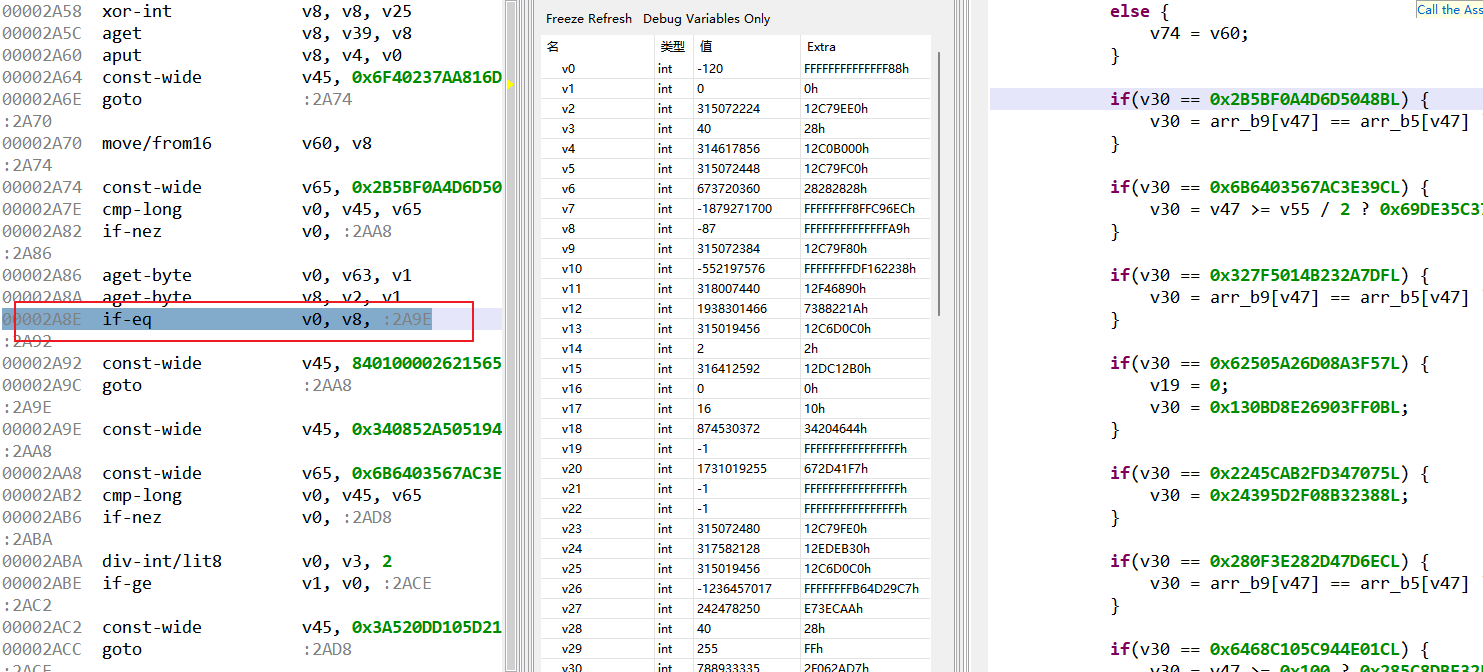 00002A58 xor-int v8, v8, v25
00002A5C aget v8, v39, v8
00002A60 aput v8, v4, v0
00002A64 const-wide v45, 0x6F40237AA816D
00002A6E goto :2A74
:2A70
00002A70 move/from16 v60, v8
:2A74
00002A74 const-wide v65, 0x2B5BF0A4D6D50
00002A7E cmp-long v0, v45, v65
00002A82 if-nez v0, :2AA8
:2A86
00002A86 aget-byte v0, v63, v1
00002A8A aget-byte v8, v2, v1
00002A8E if-eq v0, v8, :2A9E
:2A92
00002A92 const-wide v45, 840100002621565
00002A9C goto :2AA8
:2A9E
00002A9E const-wide v45, 0x340852A505194
:2AA8
00002AA8 const-wide v65, 0x6B6403567AC3E
00002AB2 cmp-long v0, v45, v65
00002AB6 if-nez v0, :2AD8
:2ABA
00002ABA div-int/lit8 v0, v3, 2
00002ABE if-ge v1, v0, :2ACE
:2AC2
00002AC2 const-wide v45, 0x3A520DD105D21
00002ACC goto :2AD8
:2ACE
Freeze Refresh Debug Variables Only
名 类型 值 Extra
v0 int -120 FFFFFFFFFFFFFF88h
v1 int 0 0h
v2 int 315072224 12C79EE0h
v3 int 40 28h
v4 int 314617856 12C0B000h
v5 int 315072448 12C79FC0h
v6 int 673720360 28282828h
v7 int -1879271700 FFFFFFFF8FFC96ECh
v8 int -87 FFFFFFFFFFFFFFA9h
v9 int 315072384 12C79F80h
v10 int -552197576 FFFFFFFFDF162238h
v11 int 318007440 12F46890h
v12 int 1938301466 7388221Ah
v13 int 315019456 12C6D0C0h
v14 int 2 2h
v15 int 316412592 12DC12B0h
v16 int 0 0h
v17 int 16 10h
v18 int 874530372 34204644h
v19 int -1 FFFFFFFFFFFFFFFFh
v20 int 1731019255 672D41F7h
v21 int -1 FFFFFFFFFFFFFFFFh
v22 int -1 FFFFFFFFFFFFFFFFh
v23 int 315072480 12C79FE0h
v24 int 317582128 12EDEB30h
v25 int 315019456 12C6D0C0h
v26 int -1236457017 FFFFFFFFB64D29C7h
v27 int 242478250 E73ECAAh
v28 int 40 28h
v29 int 255 FFh
v30 int 788933335 2F062AD7h
Call the Ass
else {
v74 = v60;
}
if(v30 == 0x2B5BF0A4D6D5048BL) {
v30 = arr_b9[v47] == arr_b5[v47]
}
if(v30 == 0x6B6403567AC3E39CL) {
v30 = v47 >= v55 / 2 ? 0x69DE35C37
}
if(v30 == 0x327F5014B232A7DFL) {
v30 = arr_b9[v47] == arr_b5[v47]
}
if(v30 == 0x62505A26D08A3F57L) {
v19 = 0;
v30 = 0x130BD8E26903FF0BL;
}
if(v30 == 0x2245CAB2FD347075L) {
v30 = 0x24395D2F08B32388L;
}
if(v30 == 0x280F3E282D47D6ECL) {
v30 = arr_b9[v47] == arr_b5[v47]
}
if(v30 == 0x6468C105C944E01CL) {
v30 = v47 >= 0x100 ? 0x285C8DBE32